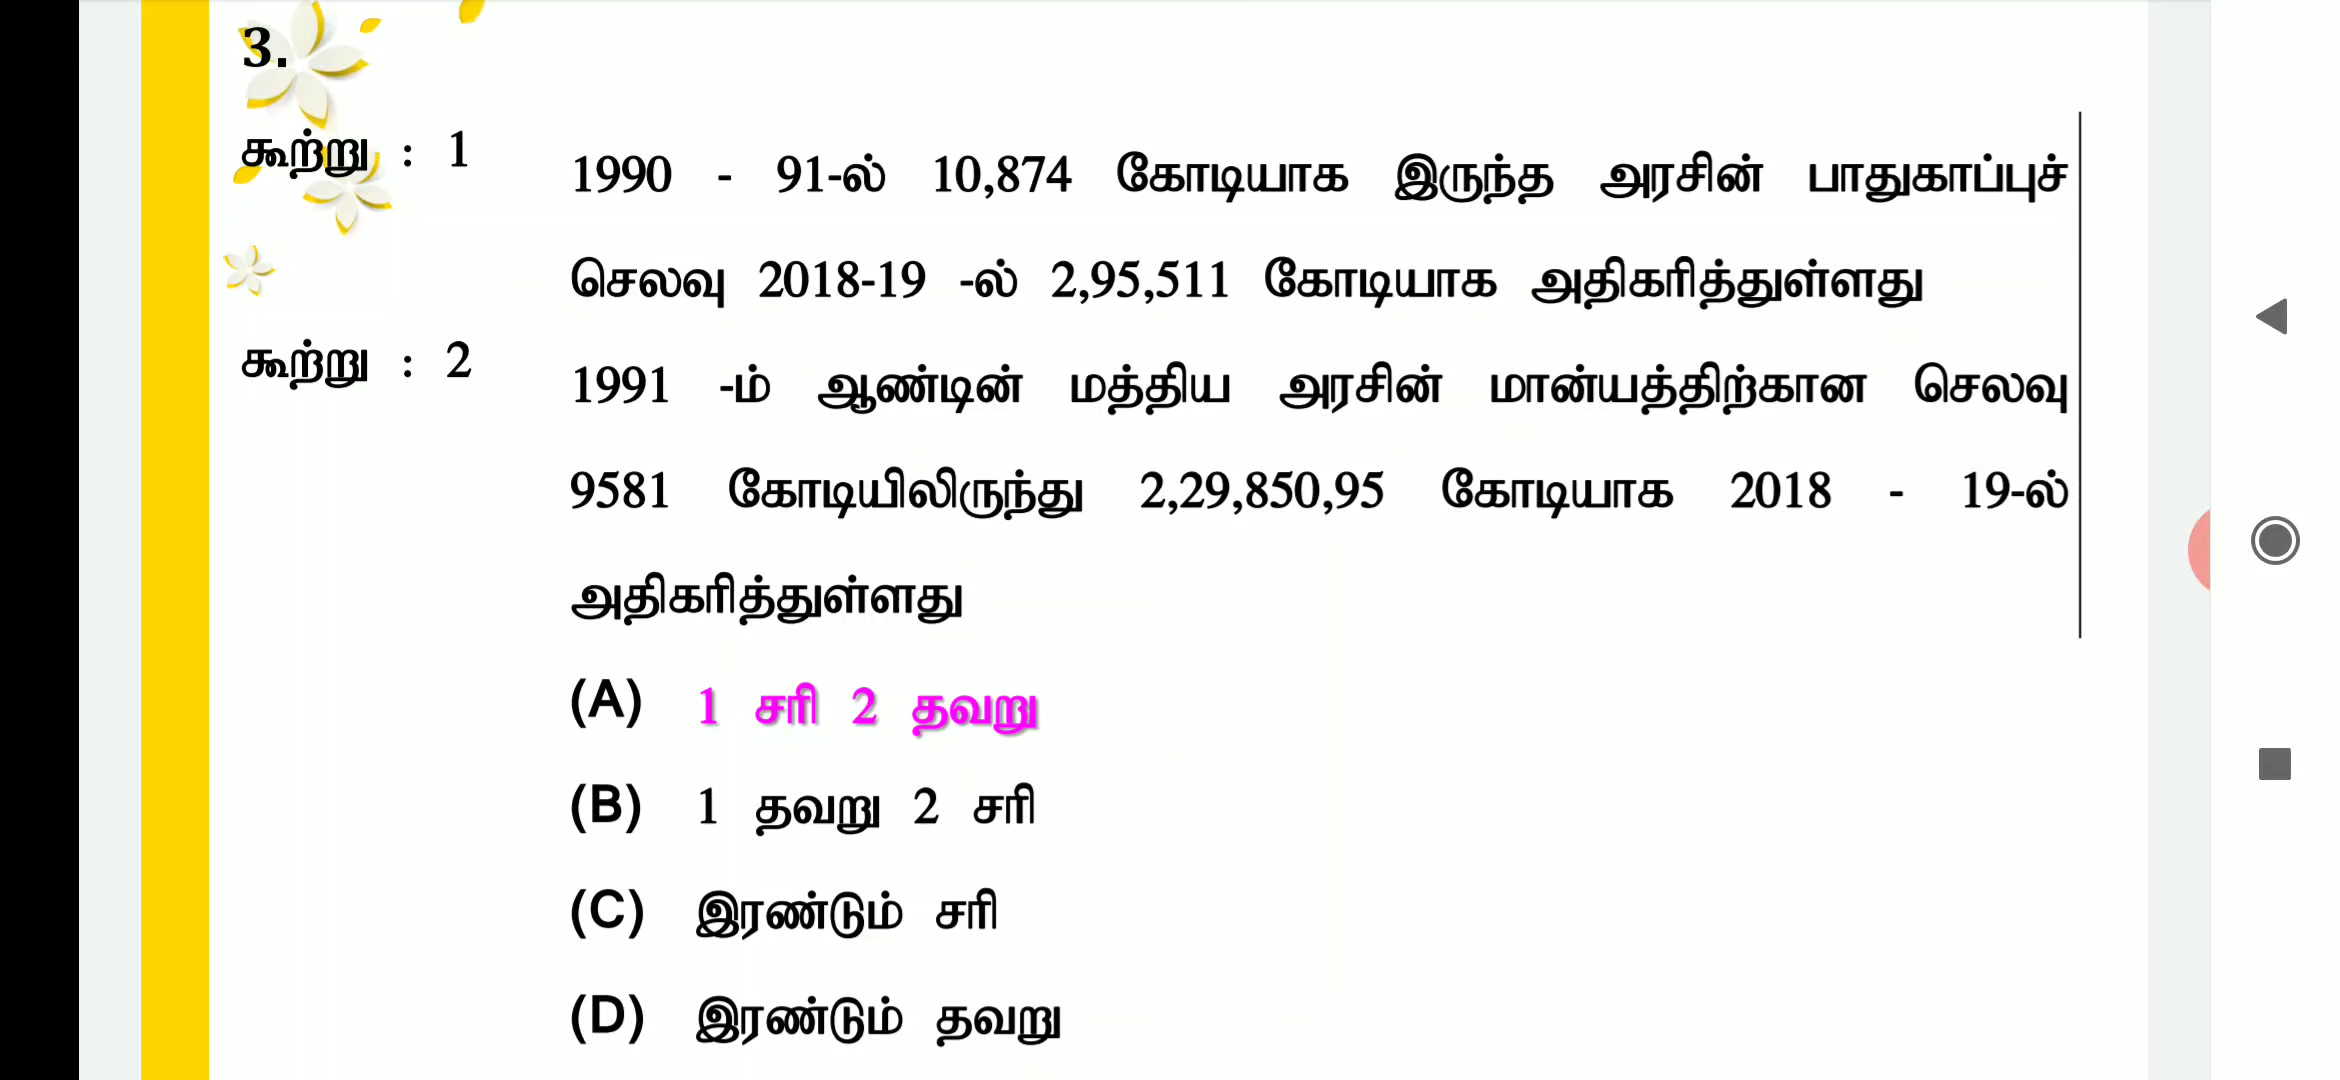 3.
கூற்று : 1 1990 - 91-ல் 10,874 கோடியாக இருந்த அரசின் பாதுகாப்புச்
செலவு 2018-19 -ல் 2,95,511 கோடியாக அதிகரித்துள்ளது
கூற்று : 2 1991 -ம் ஆண்டின் மத்திய அரசின் மான்யத்திற்கான செலவு
9581 கோடியிலிருந்து 2,29,850,95 கோடியாக 2018 - 19-ல்
அதிகரித்துள்ளது
(A) 1 சரி 2 தவறு
(B) 1 தவறு 2 சரி
(C) இரண்டும் சரி
(D) இரண்டும் தவறு